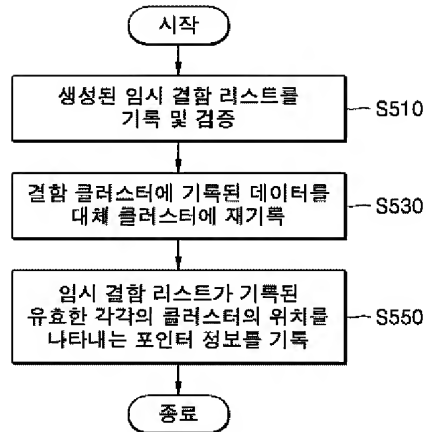 시작
생성된 임시 결함 리스트를
기록 및 검증
S510
결함 클러스터에 기록된 데이터를
대체 클러스터에 재기록
S530
임시 결함 리스트가 기록된
유효한 각각의 클러스터의 위치를
나타내는 포인터 정보를 기록
S550
종료